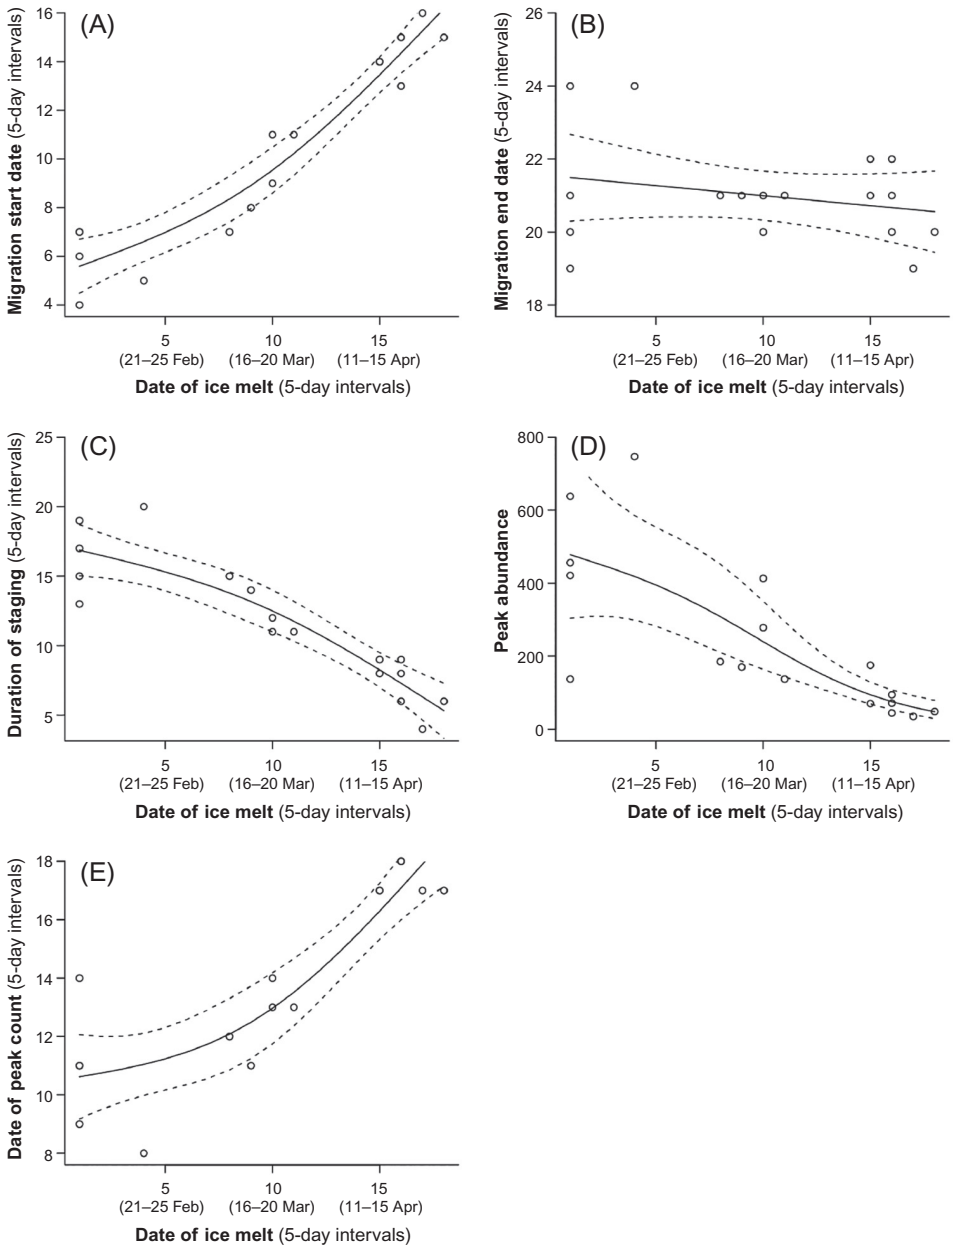 (A)
Migration start date (5-day intervals)
16
14
12
10
8
6
4
5
10
15
(21–25 Feb)
(16–20 Mar)
(11–15 Apr)
Date of ice melt (5-day intervals)
(B)
Migration end date (5-day intervals)
26
24
22
20
18
5
10
15
(21–25 Feb)
(16–20 Mar)
(11–15 Apr)
Date of ice melt (5-day intervals)
(C)
Duration of staging (5-day intervals)
25
20
15
10
5
5
10
15
(21–25 Feb)
(16–20 Mar)
(11–15 Apr)
Date of ice melt (5-day intervals)
(D)
Peak abundance
800
600
400
200
0
5
10
15
(21–25 Feb)
(16–20 Mar)
(11–15 Apr)
Date of ice melt (5-day intervals)
(E)
Date of peak count (5-day intervals)
18
16
14
12
10
8
5
10
15
(21–25 Feb)
(16–20 Mar)
(11–15 Apr)
Date of ice melt (5-day intervals)